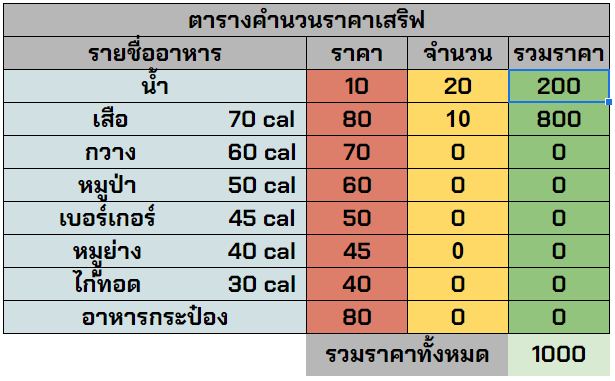 ตารางคำนวนราคาเสริฟ
รายชื่ออาหาร ราคา จำนวน รวมราคา
น้ำ 10 20 200
เสือ 70 cal 80 10 800
กวาง 60 cal 70 0 0
หมูป่า 50 cal 60 0 0
เบอร์เกอร์ 45 cal 50 0 0
หมูย่าง 40 cal 45 0 0
ไก่ทอด 30 cal 40 0 0
อาหารกระป๋อง 80 0 0
รวมราคาทั้งหมด 1000